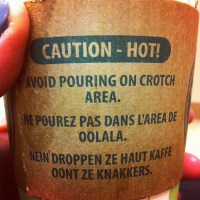 CAUTION - HOT!
AVOID POURING ON CROTCH
AREA.
NE POUREZ PAS DANS L'AREA DE
OOLALA.
NEIN DROPPEN ZE HAUT KAFFE
OONT ZE KNAKKERS.